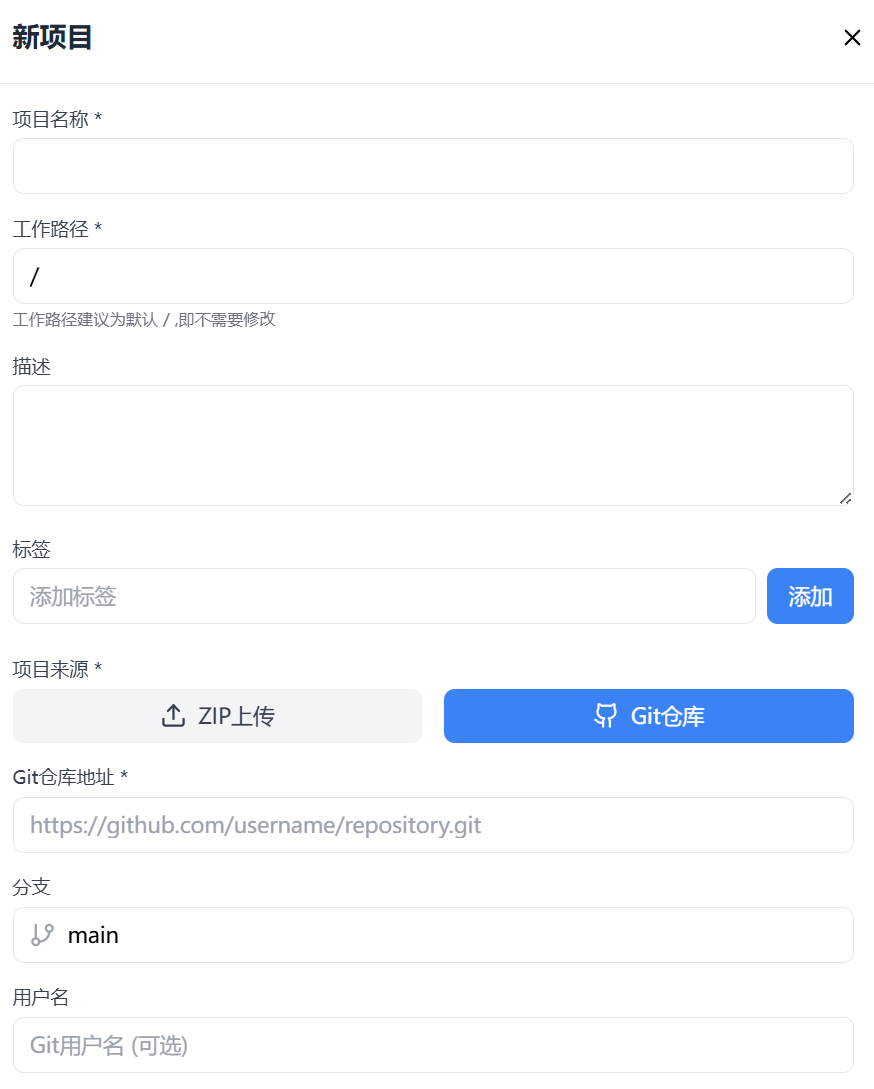 新项目
项目名称 *
工作路径 *
/
工作路径建议为默认 / ,即不需要修改
描述
标签
添加标签
添加
项目来源 *
ZIP上传
Git仓库
Git仓库地址 *
https://github.com/username/repository.git
分支
main
用户名
Git用户名 (可选)